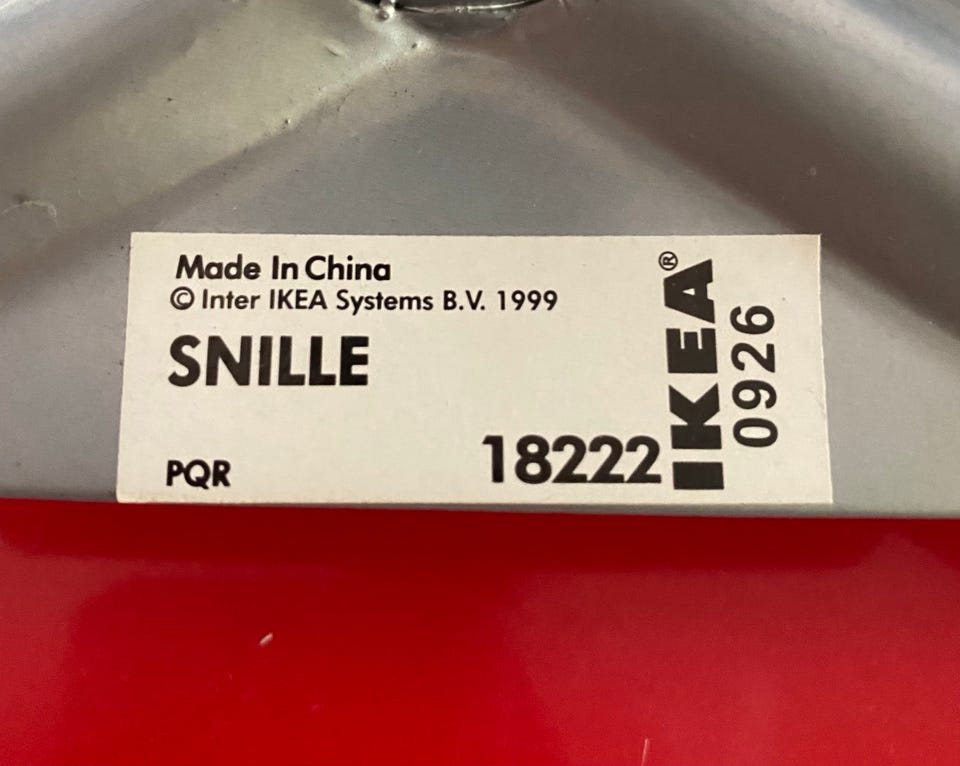 Made In China
© Inter IKEA Systems B.V. 1999
SNILLE
PQR
18222
IKEA®
0926